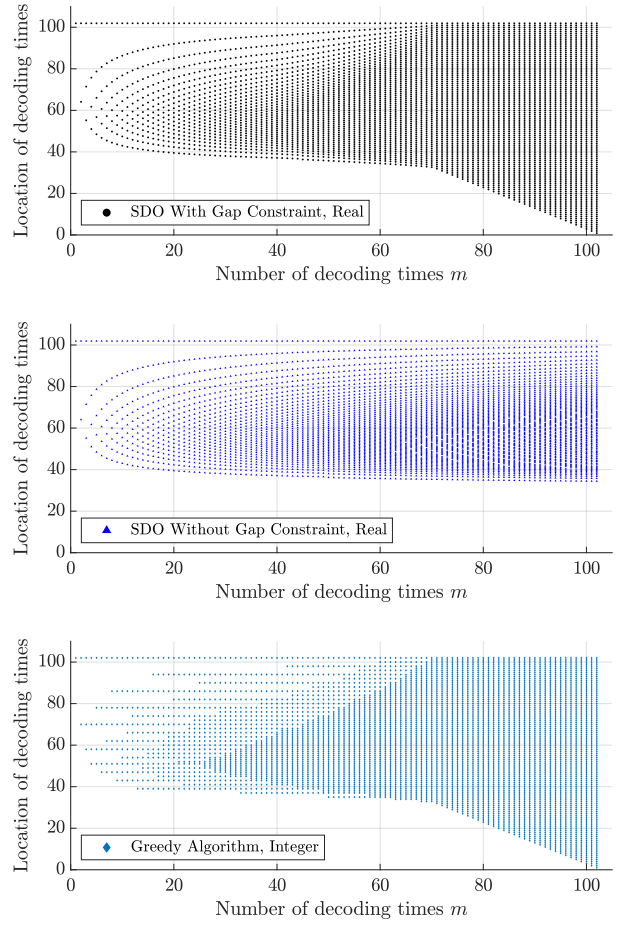 Location of decoding times
100
80
60
40
20
0
SDO With Gap Constraint, Real
0 20 40 60 80 100
Number of decoding times m
Location of decoding times
100
80
60
40
20
0
SDO Without Gap Constraint, Real
0 20 40 60 80 100
Number of decoding times m
Location of decoding times
100
80
60
40
20
0
Greedy Algorithm, Integer
0 20 40 60 80 100
Number of decoding times m